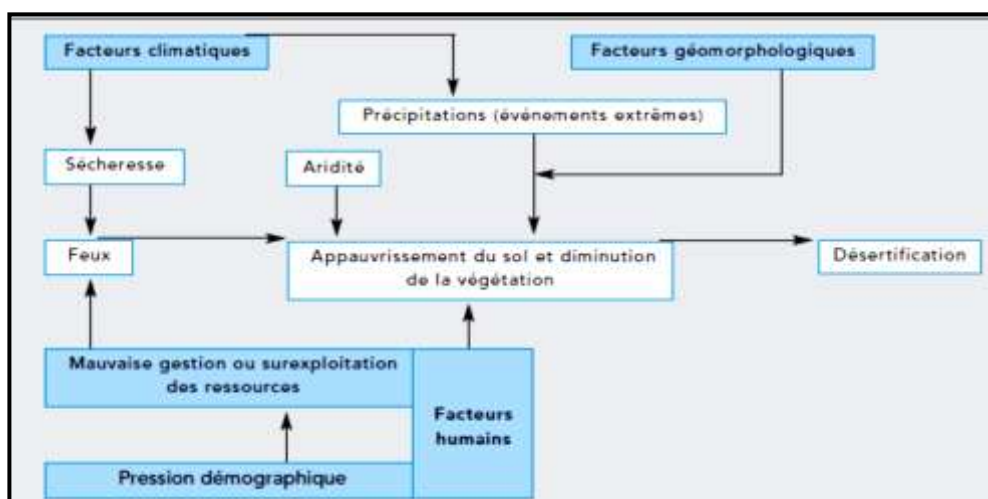 Facteurs climatiques
Facteurs géomorphologiques
Précipitations (événements extrêmes)
Sécheresse
Aridité
Feux
Appauvrissement du sol et diminution
de la végétation
Désertification
Mauvaise gestion ou surexploitation
des ressources
Facteurs
humains
Pression démographique